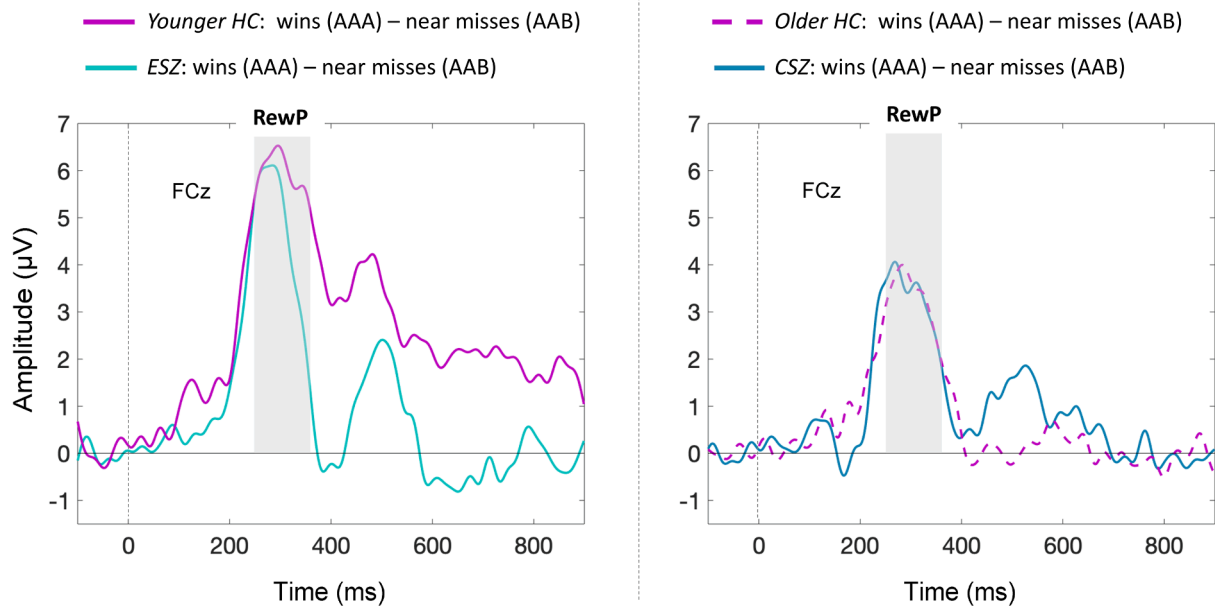 Younger HC: wins (AAA) – near misses (AAB)
ESZ: wins (AAA) – near misses (AAB)
Older HC: wins (AAA) – near misses (AAB)
CSZ: wins (AAA) – near misses (AAB)
RewP
7
6
5
4
3
2
1
0
-1
FCz
Amplitude (μV)
0 200 400 600 800
Time (ms)
RewP
7
6
5
4
3
2
1
0
-1
FCz
0 200 400 600 800
Time (ms)